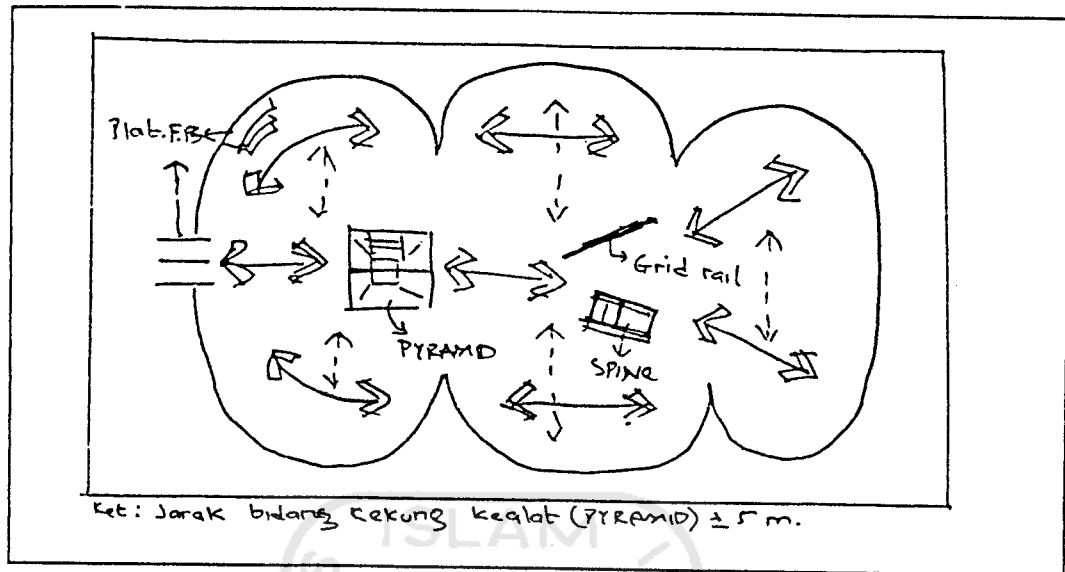 Plat.F.B
Grid rail
PYRAMID
SPINE
Ket: Jarak bidang cekung kealat (PYRAMID) ± 5 m.
ISLAM